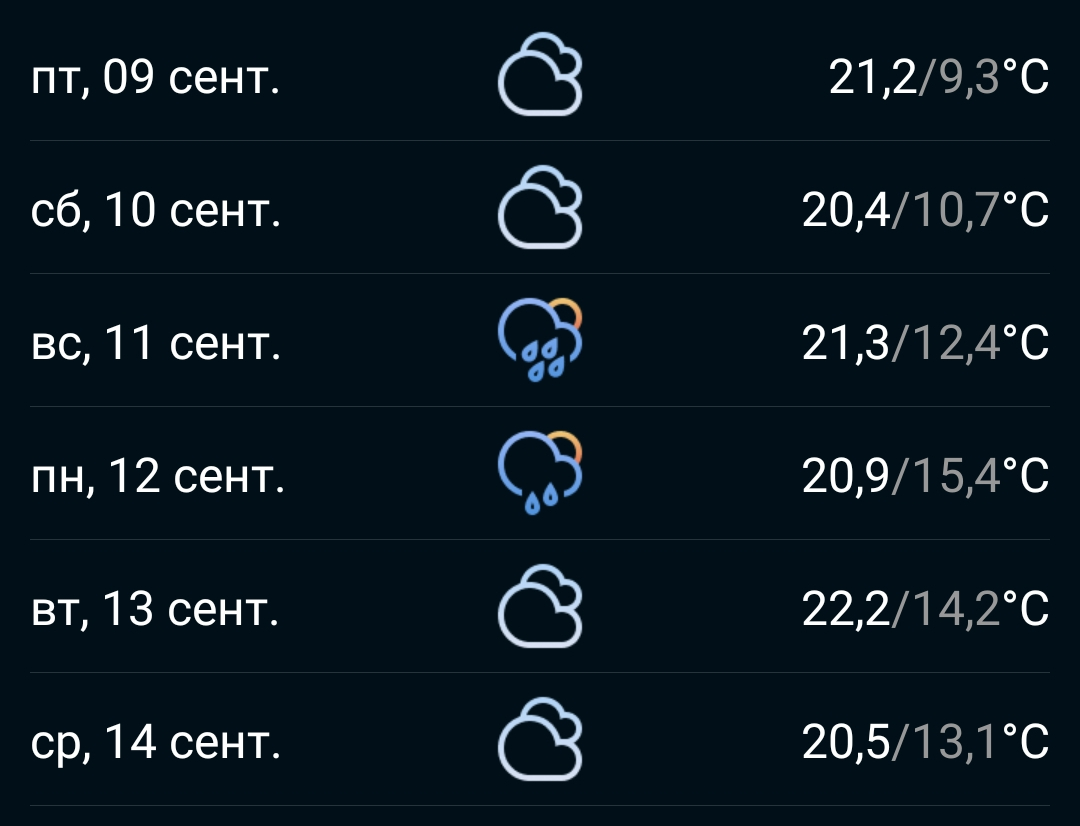 пт, 09 сент. 21,2/9,3°C
сб, 10 сент. 20,4/10,7°C
вс, 11 сент. 21,3/12,4°C
пн, 12 сент. 20,9/15,4°C
вт, 13 сент. 22,2/14,2°C
ср, 14 сент. 20,5/13,1°C